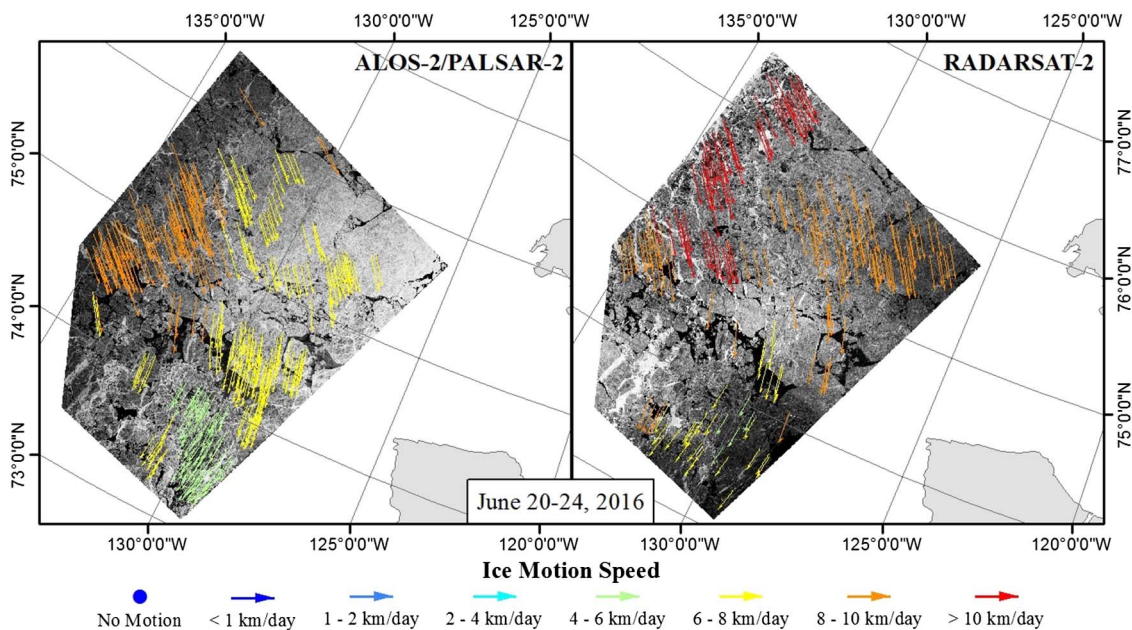 135°0'0"W 130°0'0"W 135°0'0"W 130°0'0"W 125°0'0"W
ALOS-2/PALSAR-2 RADARSAT-2
75°0'0"N 77°0'0"N
74°0'0"N 76°0'0"N
73°0'0"N 75°0'0"N
June 20-24, 2016
130°0'0"W 125°0'0"W 120°0'0"W 130°0'0"W 125°0'0"W 120°0'0"W
Ice Motion Speed
No Motion < 1 km/day 1 - 2 km/day 2 - 4 km/day 4 - 6 km/day 6 - 8 km/day 8 - 10 km/day > 10 km/day